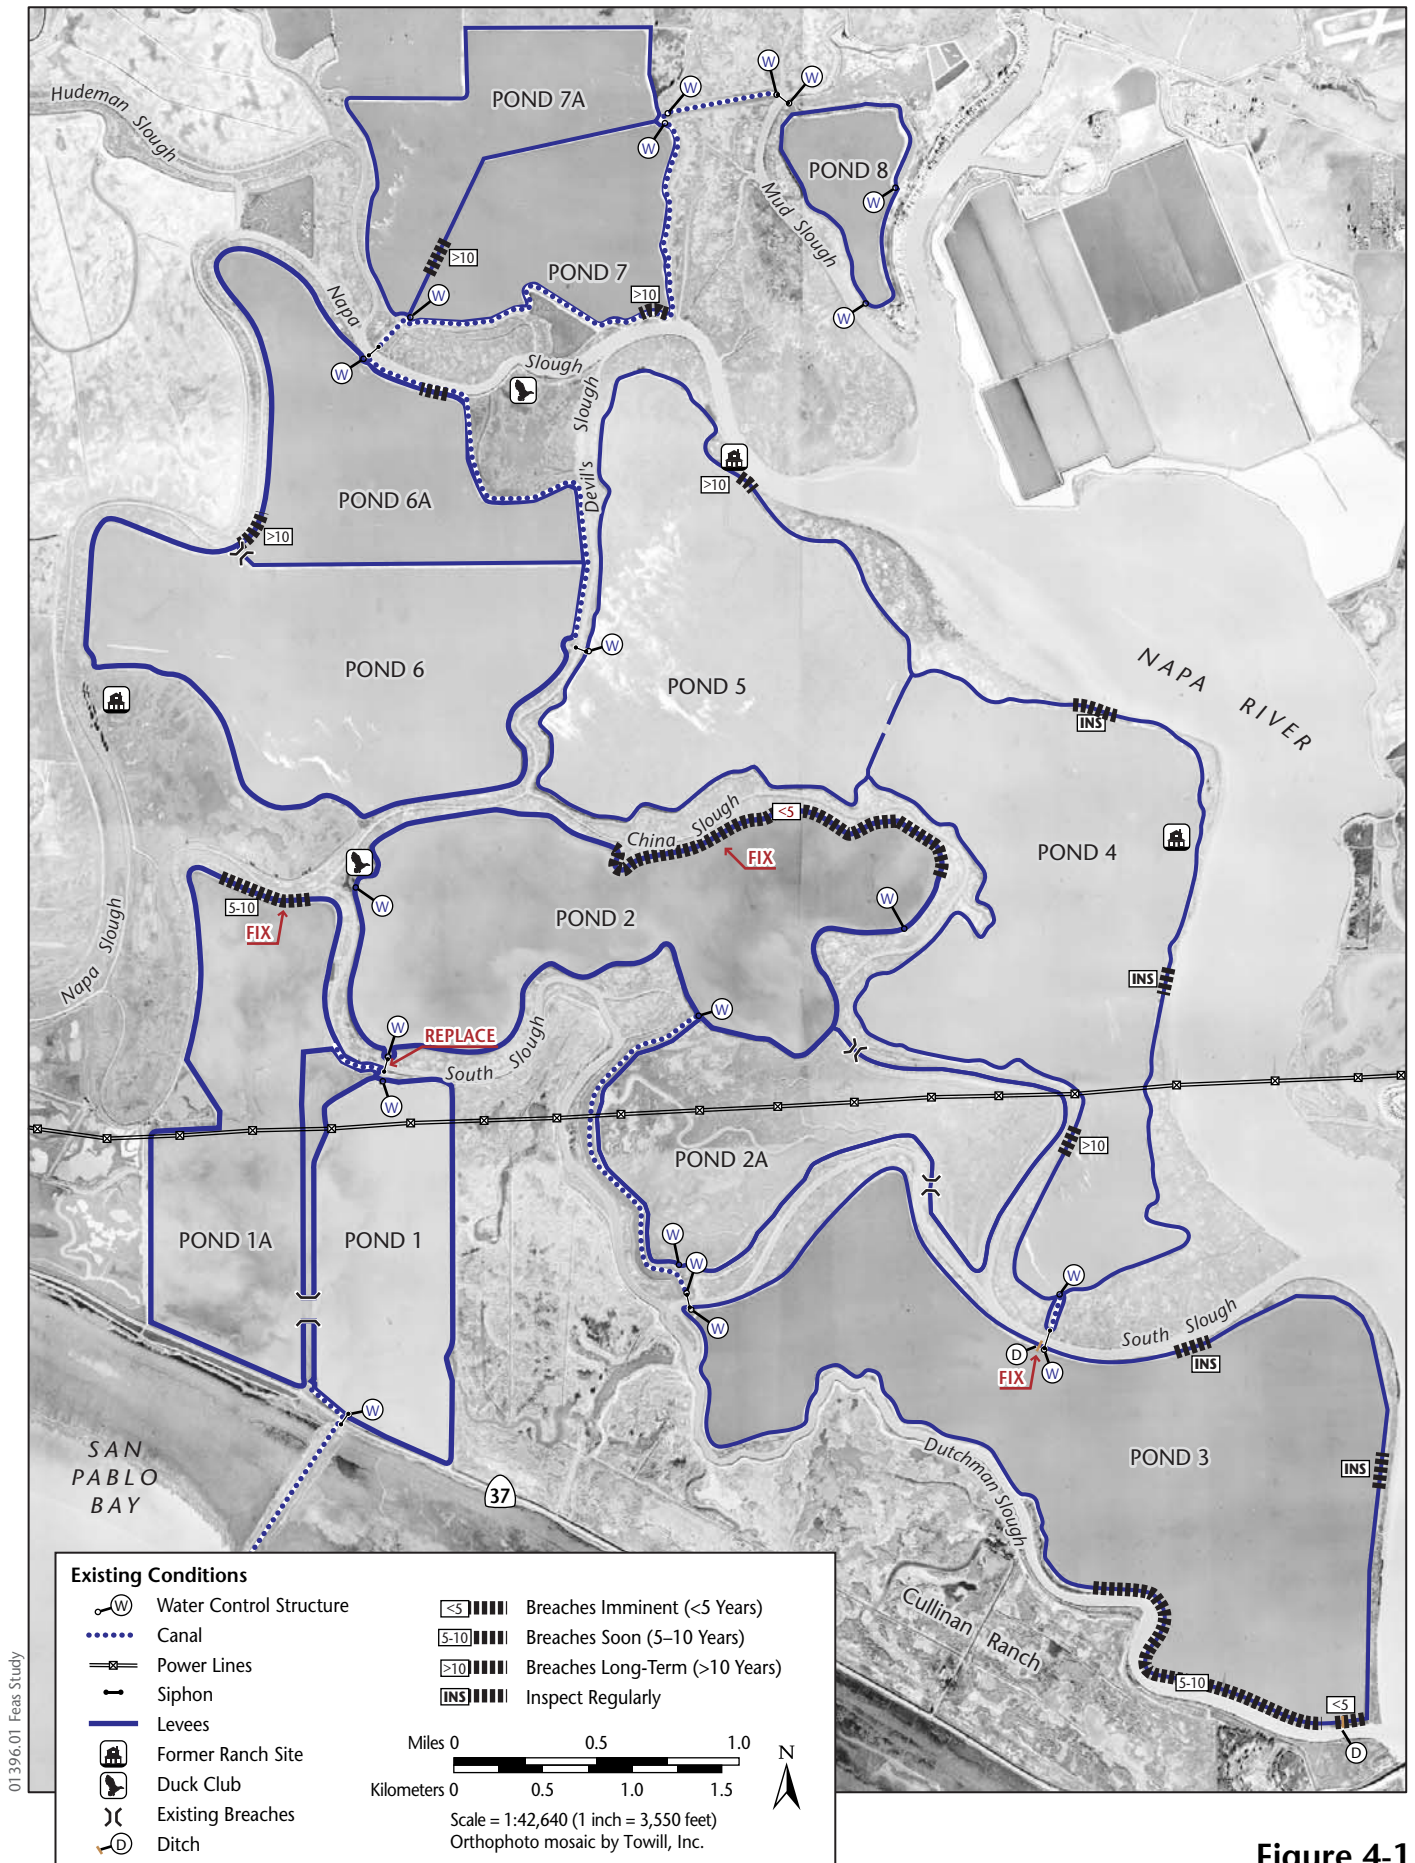 Hudeman
Slough
POND 7A
W
W
W
W
POND 8
W
Mud Slough
>10
POND 7
>10
W
W
Napa
W
Slough
Devil's Slough
>10
POND 6A
>10
POND 6
W
POND 5
NAPA RIVER
INS
China Slough
<5
FIX
POND 4
5-10
FIX
W
POND 2
W
Napa Slough
INS
W
REPLACE
South Slough
W
W
>10
POND 2A
POND 1A
POND 1
W
W
W
W
South Slough
D
W
FIX
INS
W
SAN
PABLO
BAY
37
Dutchman Slough
POND 3
INS
Cullinan Ranch
5-10
<5
D
Existing Conditions
W Water Control Structure
Canal
Power Lines
Siphon
Levees
Former Ranch Site
Duck Club
Existing Breaches
D Ditch
<5 Breaches Imminent (<5 Years)
5-10 Breaches Soon (5–10 Years)
>10 Breaches Long-Term (>10 Years)
INS Inspect Regularly
Miles 0 0.5 1.0
Kilometers 0 0.5 1.0 1.5
N
Scale = 1:42,640 (1 inch = 3,550 feet)
Orthophoto mosaic by Towill, Inc.
01396.01 Feas Study
Figure 4-1